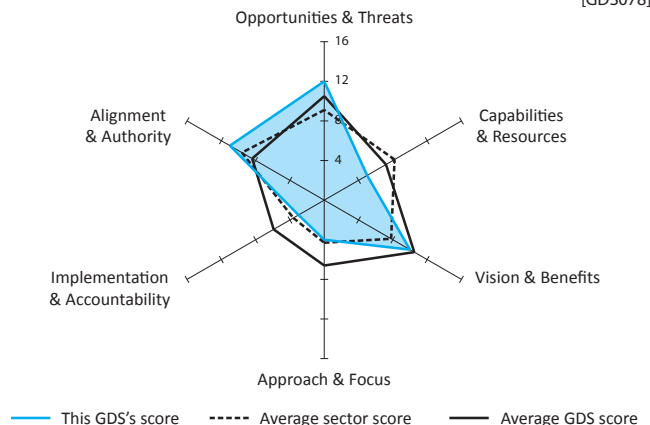 [GDS078]
Opportunities & Threats
16
12
8
4
Alignment
& Authority
Capabilities
& Resources
Implementation
& Accountability
Vision & Benefits
Approach & Focus
This GDS's score
Average sector score
Average GDS score